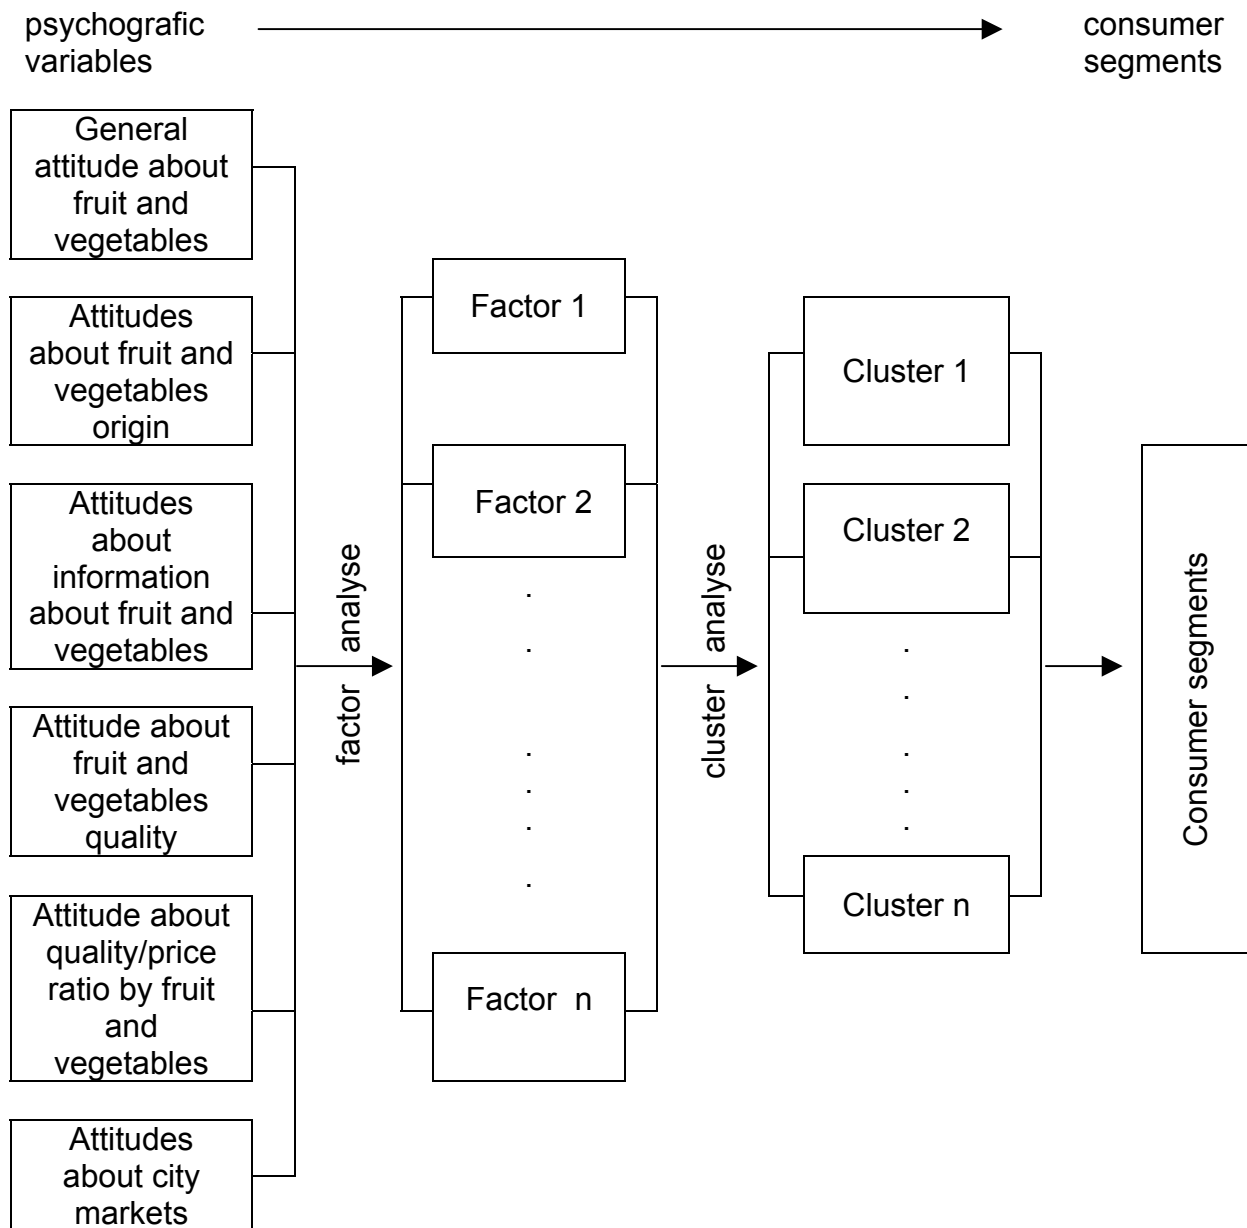 psychografic
variables
consumer
segments
General
attitude about
fruit and
vegetables
Attitudes
about fruit and
vegetables
origin
Attitudes
about
information
about fruit and
vegetables
Attitude about
fruit and
vegetables
quality
Attitude about
quality/price
ratio by fruit
and
vegetables
Attitudes
about city
markets
factor analyse
Factor 1
Factor 2
Factor n
cluster analyse
Cluster 1
Cluster 2
Cluster n
Consumer segments